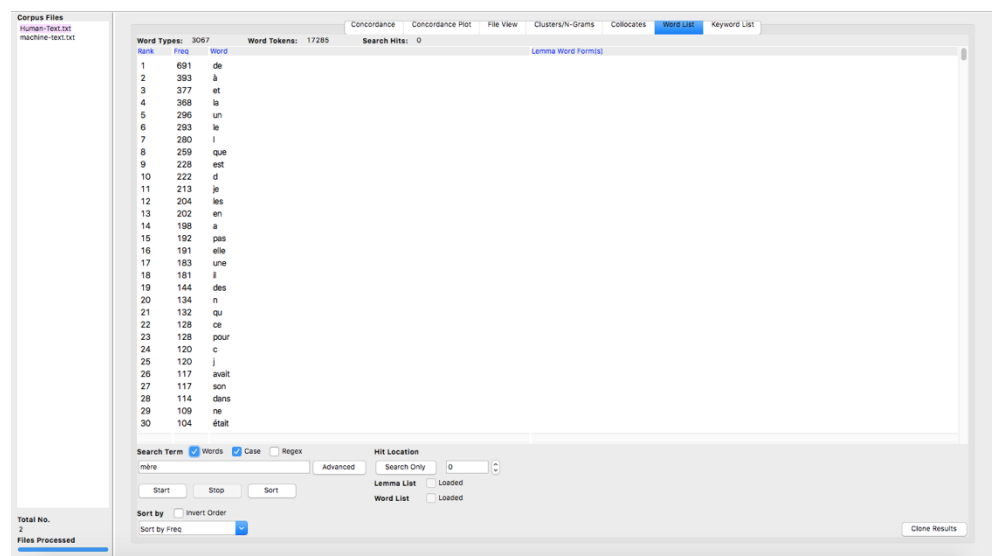 Corpus Files
Human-Text.txt
machine-text.txt
Concordance Concordance Plot File View Clusters/N-Grams Collocates Word List Keyword List
Word Types: 3067 Word Tokens: 17285 Search Hits: 0
Rank Freq Word Lemma Word Form(s)
1 691 de
2 393 à
3 377 et
4 368 la
5 296 un
6 293 le
7 280 l
8 259 que
9 228 est
10 222 d
11 213 je
12 204 les
13 202 en
14 198 a
15 192 pas
16 191 elle
17 183 une
18 181 il
19 144 des
20 134 n
21 132 qu
22 128 ce
23 128 pour
24 120 c
25 120 j
26 117 avait
27 117 son
28 114 dans
29 109 ne
30 104 était
Search Term Words Case Regex Hit Location
mère Advanced Search Only 0
Lemma List Loaded
Start Stop Sort
Word List Loaded
Sort by Invert Order
Sort by Freq Clone Results
Total No.
2
Files Processed